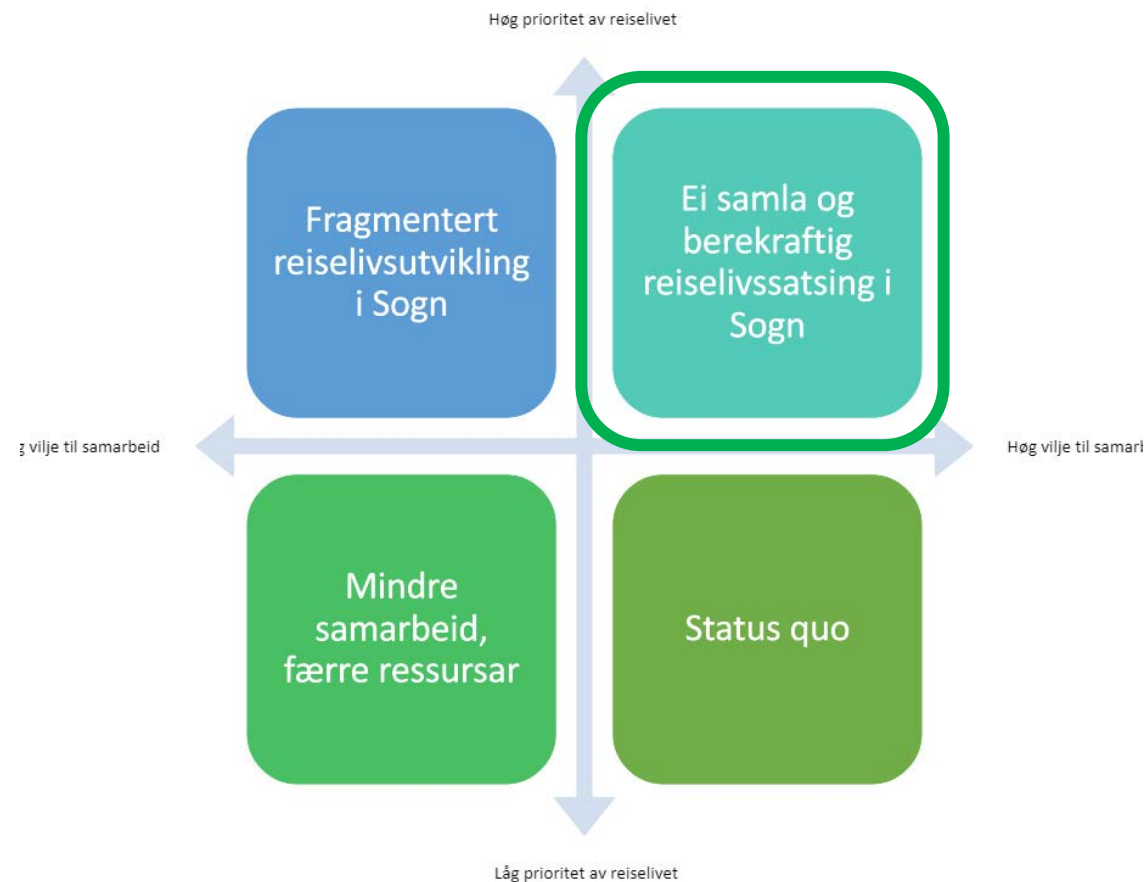 Høg prioritet av reiselivet
Fragmentert
reiselivsutvikling
i Sogn
Ei samla og
berekraftig
reiselivssatsing i
Sogn
vilje til samarbeid
Høg vilje til
Mindre
samarbeid,
færre ressursar
Status quo
Låg prioritet av reiselivet